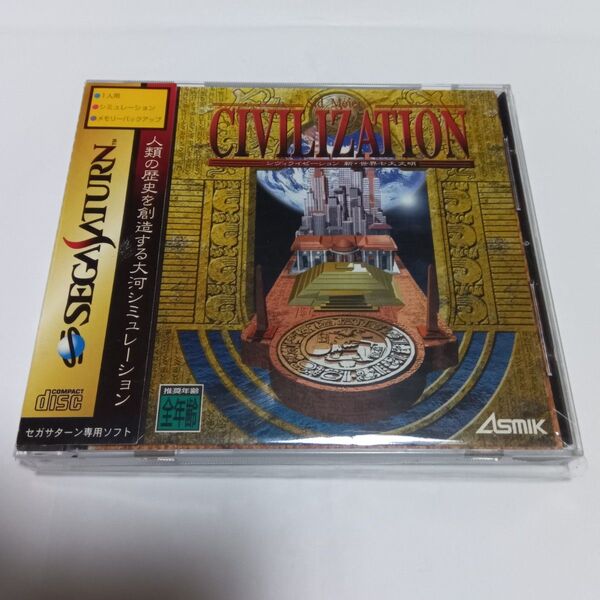 1人用
シミュレーション
メモリーバックアップ
SEGA SATURN™
人類の歴史を創造する大河シミュレーション
COMPACT
disc
セガサターン専用ソフト
Sid Meier's
CIVILIZATION
シヴィライゼーション 新・世界七大文明
推奨年齢
全年齢
ASMIK